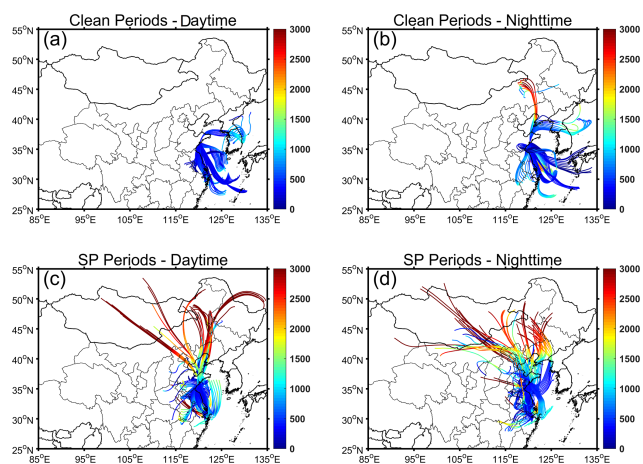 Clean Periods - Daytime
(a)
55°N
50°N
45°N
40°N
35°N
30°N
25°N
85°E 95°E 105°E 115°E 125°E 135°E
3000
2500
2000
1500
1000
500
0
Clean Periods - Nighttime
(b)
55°N
50°N
45°N
40°N
35°N
30°N
25°N
85°E 95°E 105°E 115°E 125°E 135°E
3000
2500
2000
1500
1000
500
0
SP Periods - Daytime
(c)
55°N
50°N
45°N
40°N
35°N
30°N
25°N
85°E 95°E 105°E 115°E 125°E 135°E
3000
2500
2000
1500
1000
500
0
SP Periods - Nighttime
(d)
55°N
50°N
45°N
40°N
35°N
30°N
25°N
85°E 95°E 105°E 115°E 125°E 135°E
3000
2500
2000
1500
1000
500
0